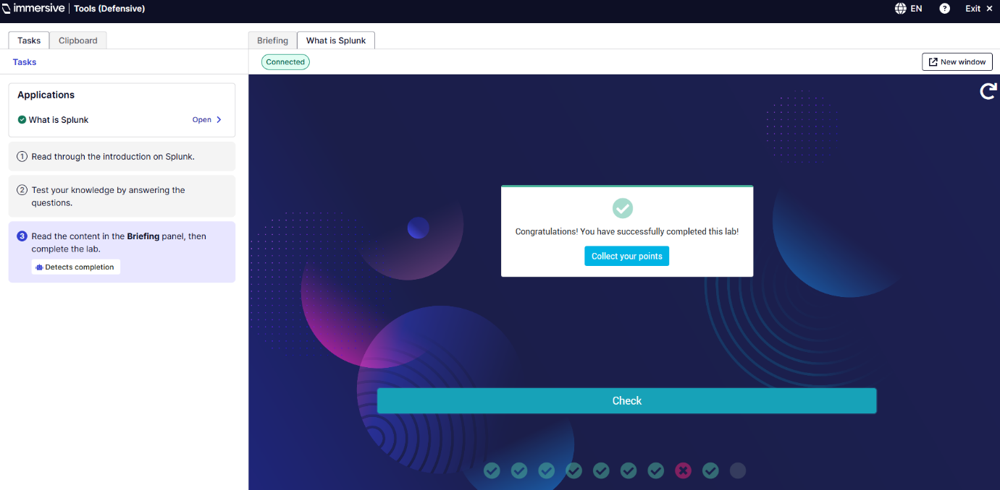 immersive | Tools (Defensive)
EN
?
Exit ×
Tasks
Clipboard
Briefing
What is Splunk
Tasks
Connected
New window
Applications
What is Splunk
Open
1 Read through the introduction on Splunk.
2 Test your knowledge by answering the
questions.
3 Read the content in the Briefing panel, then
complete the lab.
Detects completion
Congratulations! You have successfully completed this lab!
Collect your points
Check